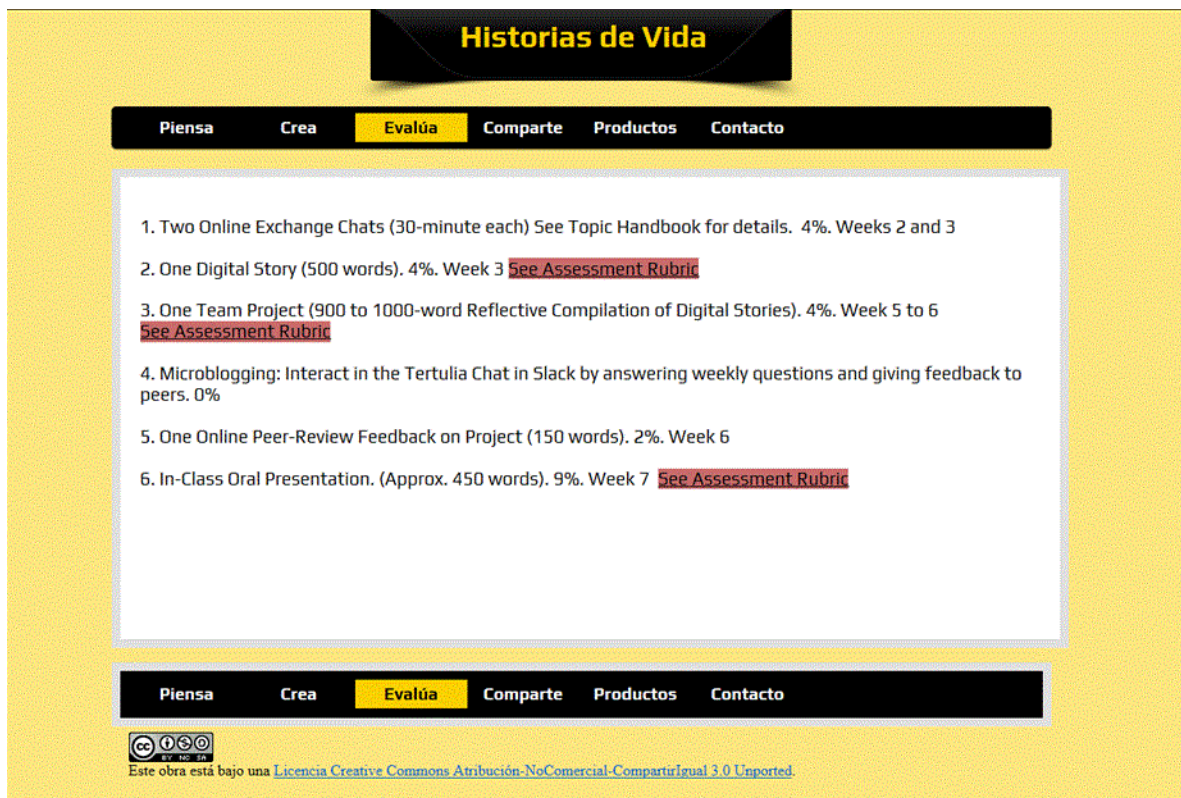 Historias de Vida
Piensa Crea Evalúa Comparte Productos Contacto
1. Two Online Exchange Chats (30-minute each) See Topic Handbook for details.  4%. Weeks 2 and 3
2. One Digital Story (500 words). 4%. Week 3 See Assessment Rubric
3. One Team Project (900 to 1000-word Reflective Compilation of Digital Stories). 4%. Week 5 to 6
See Assessment Rubric
4. Microblogging: Interact in the Tertulia Chat in Slack by answering weekly questions and giving feedback to
peers. 0%
5. One Online Peer-Review Feedback on Project (150 words). 2%. Week 6
6. In-Class Oral Presentation. (Approx. 450 words). 9%. Week 7  See Assessment Rubric
Piensa Crea Evalúa Comparte Productos Contacto
cc
BY NC SA
Este obra está bajo una Licencia Creative Commons Atribución-NoComercial-CompartirIgual 3.0 Unported.